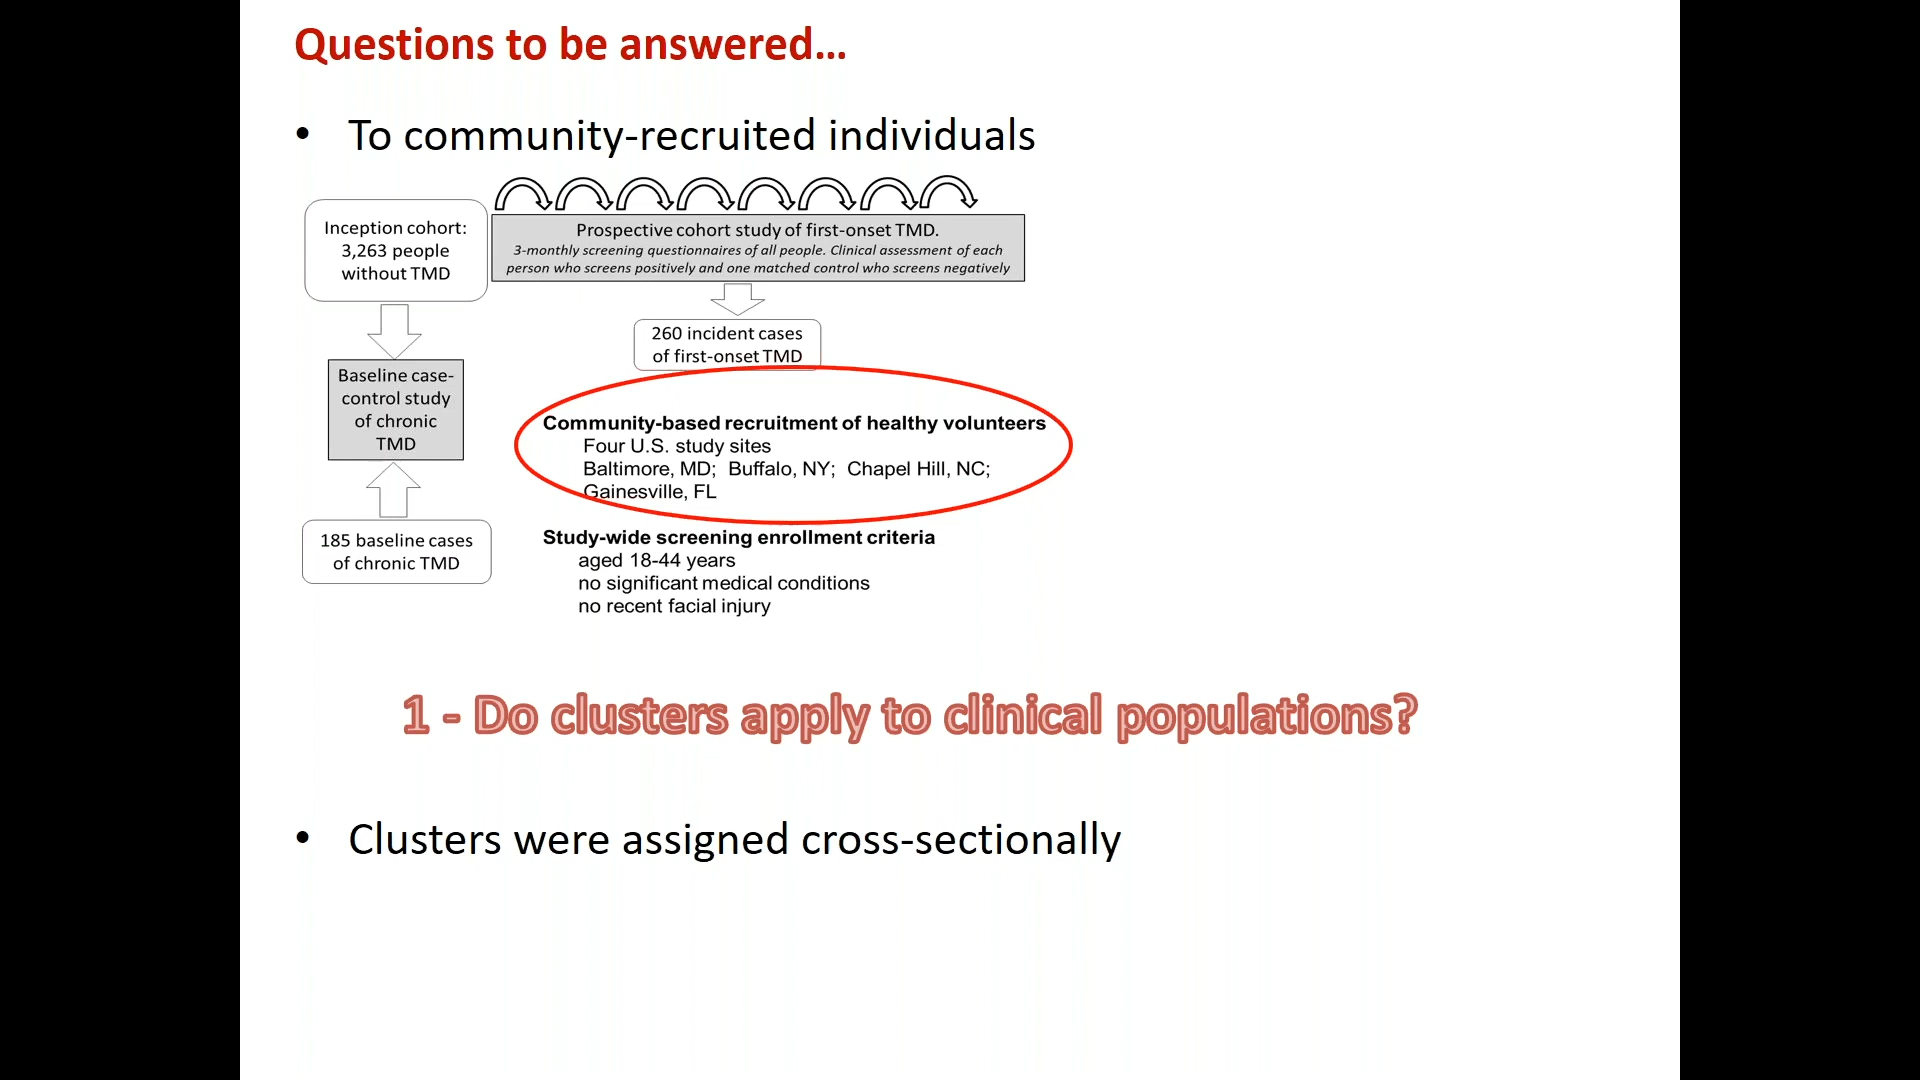 Questions to be answered...
• To community-recruited individuals
Inception cohort:
3,263 people
without TMD
Prospective cohort study of first-onset TMD.
3-monthly screening questionnaires of all people. Clinical assessment of each
person who screens positively and one matched control who screens negatively
260 incident cases
of first-onset TMD
Baseline case-
control study
of chronic
TMD
185 baseline cases
of chronic TMD
Community-based recruitment of healthy volunteers
Four U.S. study sites
Baltimore, MD; Buffalo, NY; Chapel Hill, NC;
Gainesville, FL
Study-wide screening enrollment criteria
aged 18-44 years
no significant medical conditions
no recent facial injury
1 - Do clusters apply to clinical populations?
• Clusters were assigned cross-sectionally